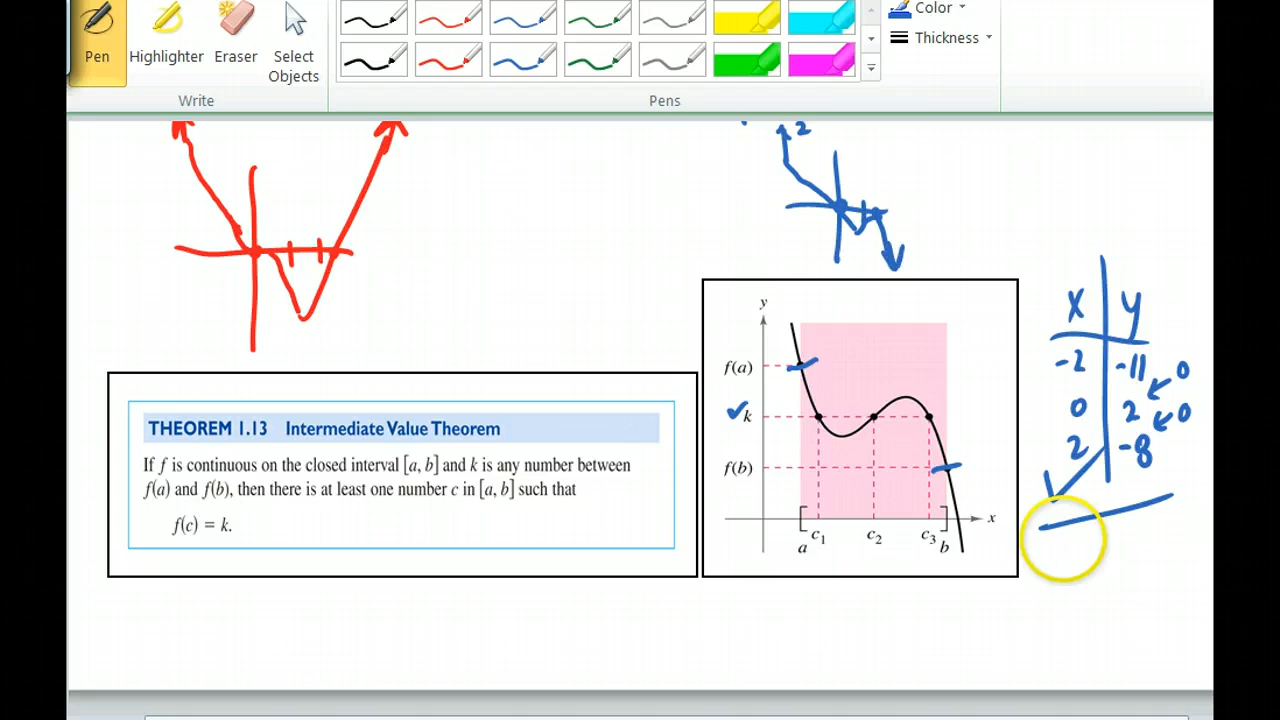 Color
Thickness
Pen
Highlighter
Eraser
Select
Objects
Write
Pens
2
THEOREM 1.13 Intermediate Value Theorem
If f is continuous on the closed interval [a, b] and k is any number between
f(a) and f(b), then there is at least one number c in [a, b] such that
f(c) = k.
y
f(a)
k
f(b)
x
[ ]
a c₁ c₂ c₃ b
x y
-2 -11 0
0 2 0
2 -8